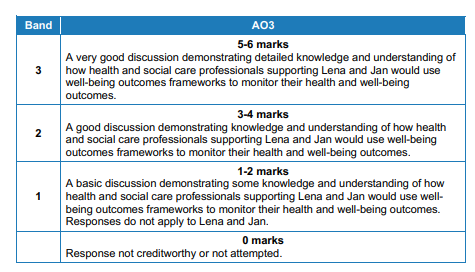 Band AO3
5-6 marks
3 A very good discussion demonstrating detailed knowledge and understanding of
how health and social care professionals supporting Lena and Jan would use
well-being outcomes frameworks to monitor their health and well-being
outcomes.
3-4 marks
2 A good discussion demonstrating knowledge and understanding of how health
and social care professionals supporting Lena and Jan would use well-being
outcomes frameworks to monitor their health and well-being outcomes.
1-2 marks
1 A basic discussion demonstrating some knowledge and understanding of how
health and social care professionals supporting Lena and Jan would use well-
being outcomes frameworks to monitor their health and well-being outcomes.
Responses do not apply to Lena and Jan.
0 marks
Response not creditworthy or not attempted.